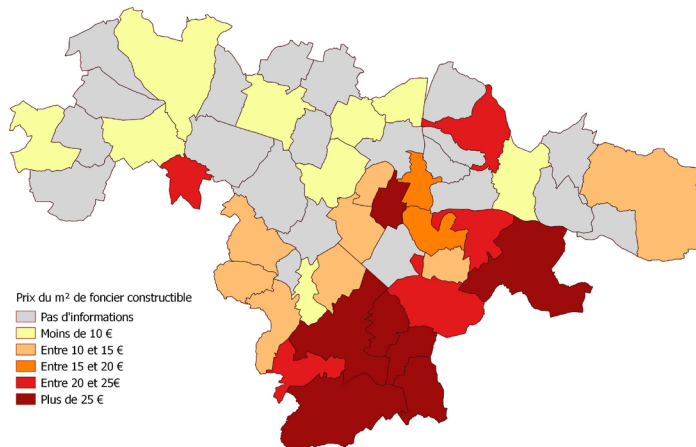 Prix du m² de foncier constructible
Pas d'informations
Moins de 10 €
Entre 10 et 15 €
Entre 15 et 20 €
Entre 20 et 25€
Plus de 25 €